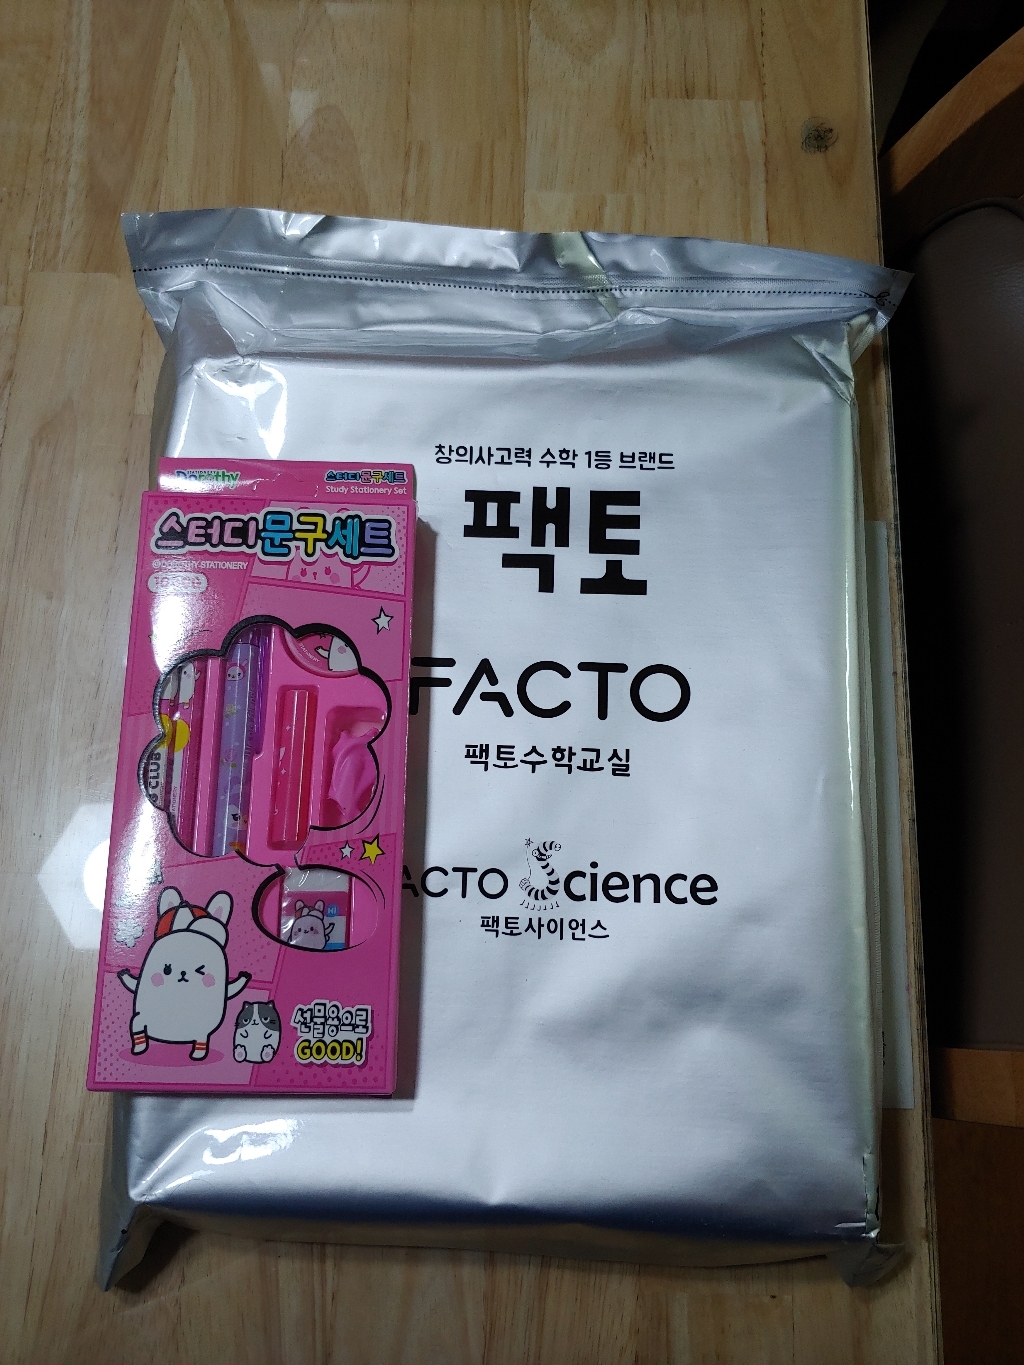 창의사고력 수학 1등 브랜드
팩토
FACTO
팩토수학교실
ACTO Science
팩토사이언스
Dorothy
스터디문구세트
Study Stationery Set
스터디문구세트
DOROTHY STATIONERY
HI
선물용으로
GOOD!